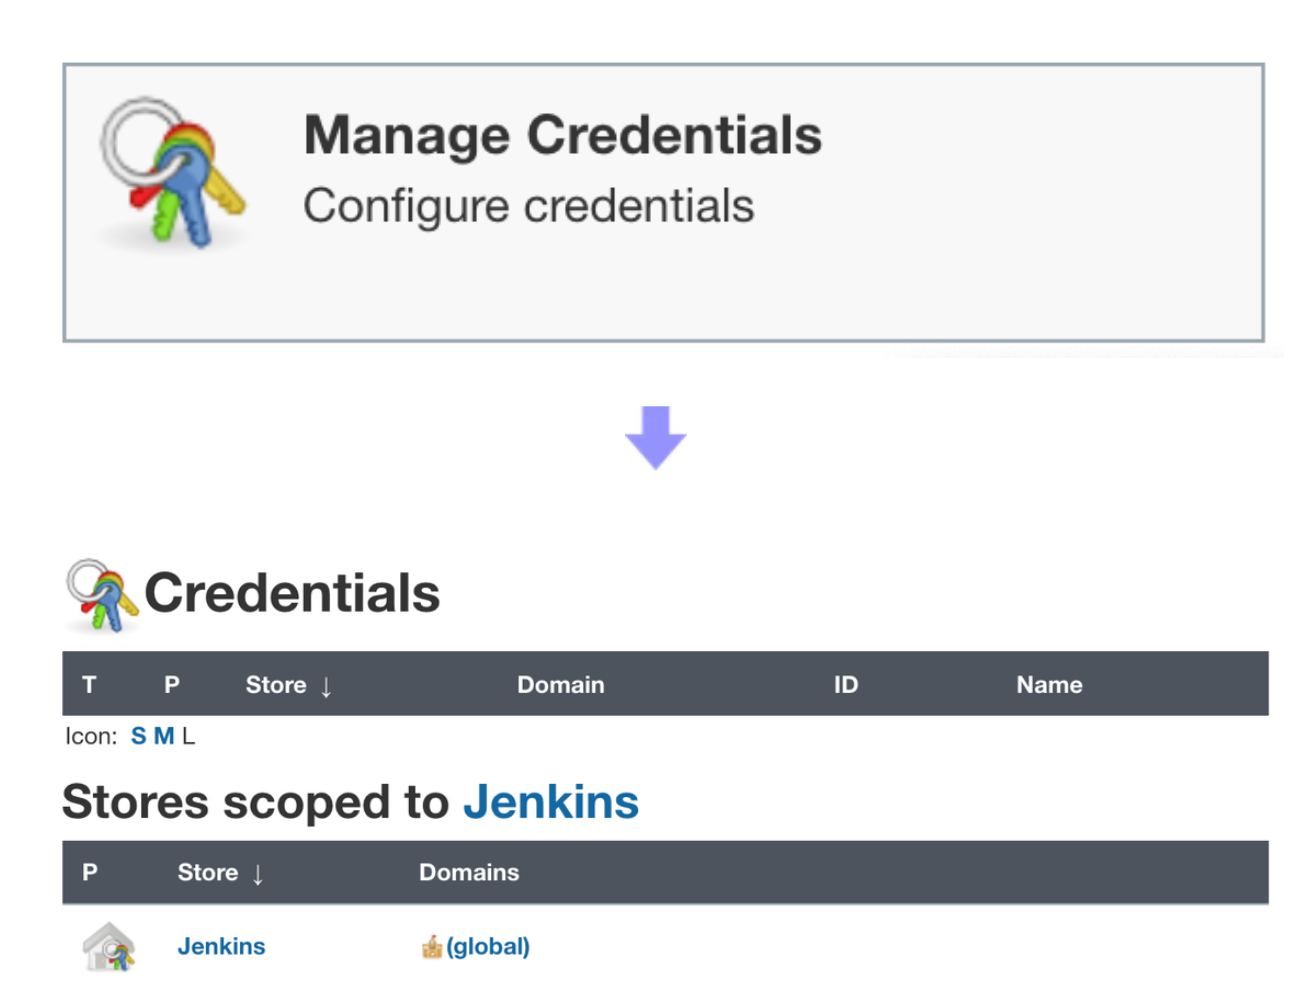 Manage Credentials
Configure credentials
Credentials
T P Store ↓ Domain ID Name
Icon: S M L
Stores scoped to Jenkins
P Store ↓ Domains
Jenkins (global)